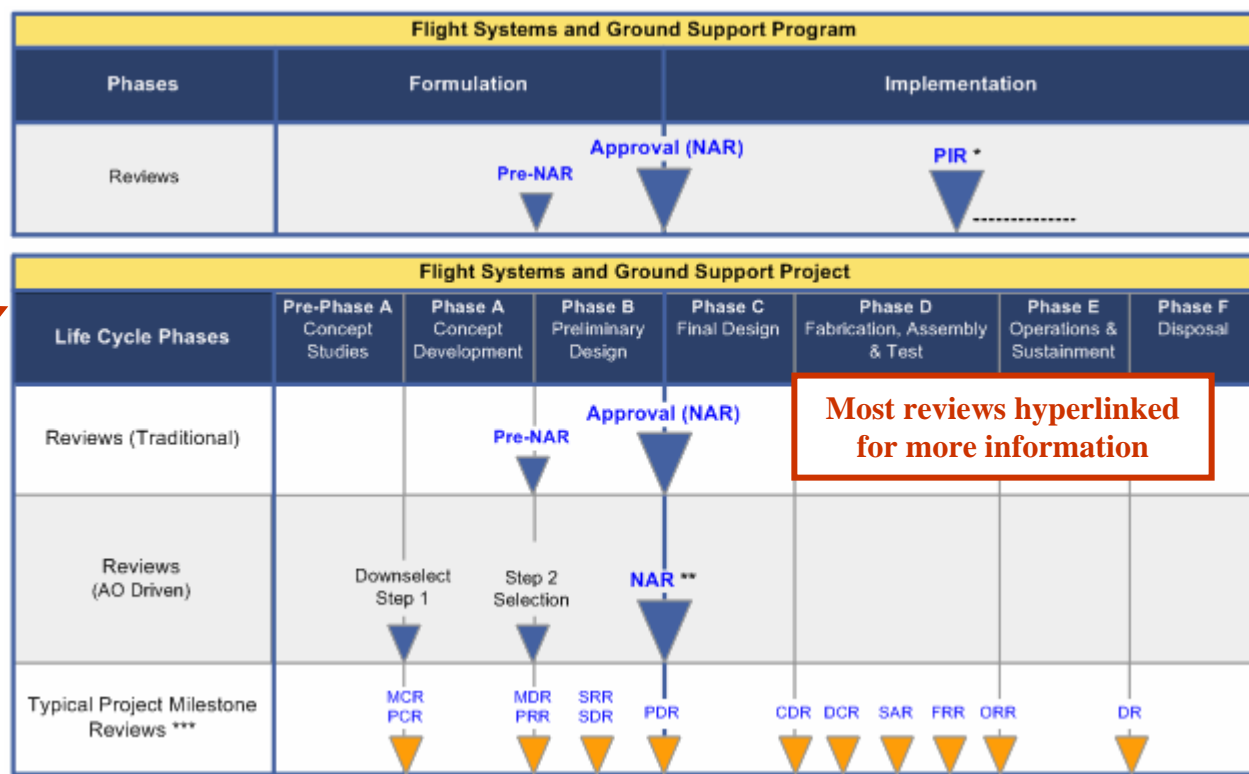 Flight Systems and Ground Support Program
Phases
Formulation
Implementation
Reviews
Pre-NAR
Approval (NAR)
PIR *
Flight Systems and Ground Support Project
Life Cycle Phases
Pre-Phase A
Concept
Studies
Phase A
Concept
Development
Phase B
Preliminary
Design
Phase C
Final Design
Phase D
Fabrication, Assembly
& Test
Phase E
Operations &
Sustainment
Phase F
Disposal
Reviews (Traditional)
Pre-NAR
Approval (NAR)
Most reviews hyperlinked
for more information
Reviews
(AO Driven)
Downselect
Step 1
Step 2
Selection
NAR **
Typical Project Milestone
Reviews ***
MCR
PCR
MDR
PRR
SRR
SDR
PDR
CDR
DCR
SAR
FRR
ORR
DR